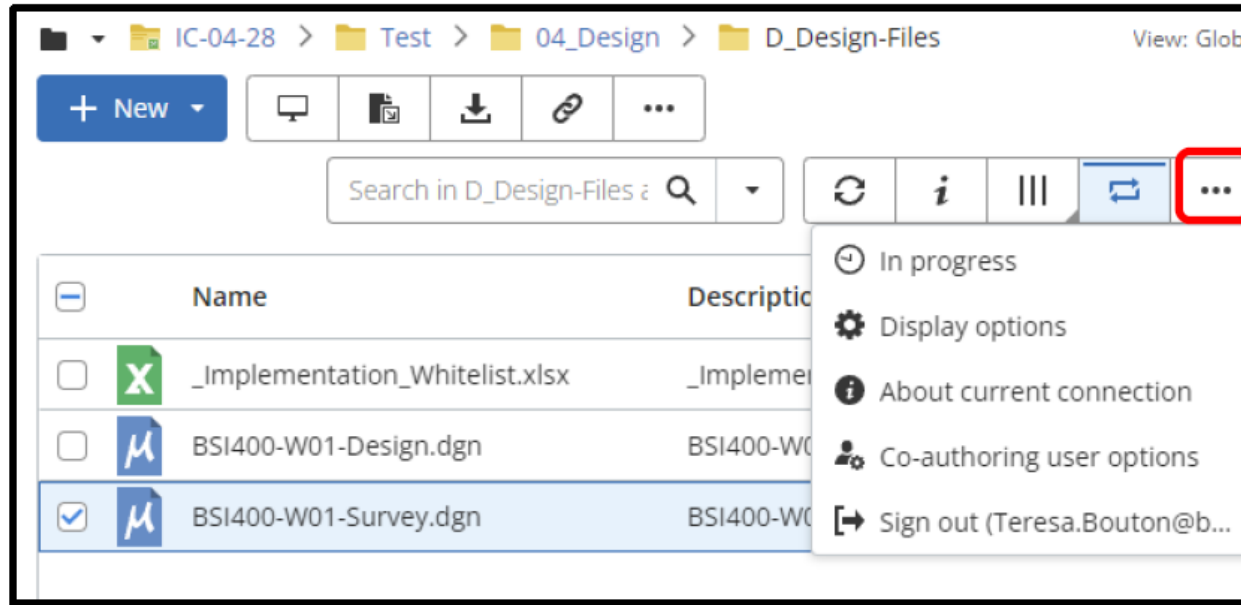 IC-04-28 > Test > 04_Design > D_Design-Files View: Glob
+ New
Search in D_Design-Files a
In progress
Name Descriptio
Display options
_Implementation_Whitelist.xlsx _Implemen
About current connection
BSI400-W01-Design.dgn BSI400-W0
Co-authoring user options
BSI400-W01-Survey.dgn BSI400-W0
Sign out (Teresa.Bouton@b...